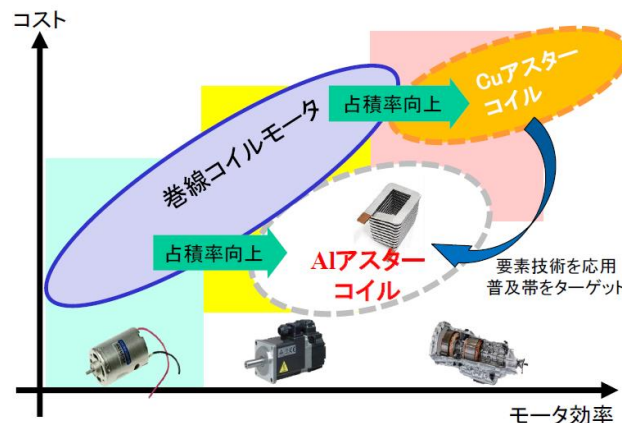 コスト
Cuアスター
コイル
占積率向上
巻線コイルモータ
占積率向上
Alアスター
コイル
要素技術を応用
普及帯をターゲット
モータ効率